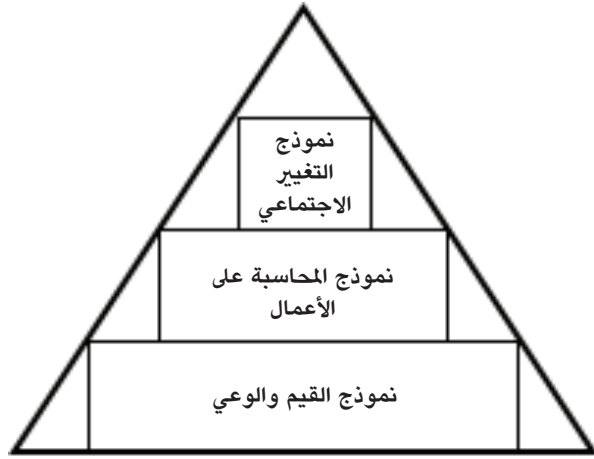 نموذج
التغيير
الاجتماعي
نموذج المحاسبة على
الأعمال
نموذج القيم والوعي